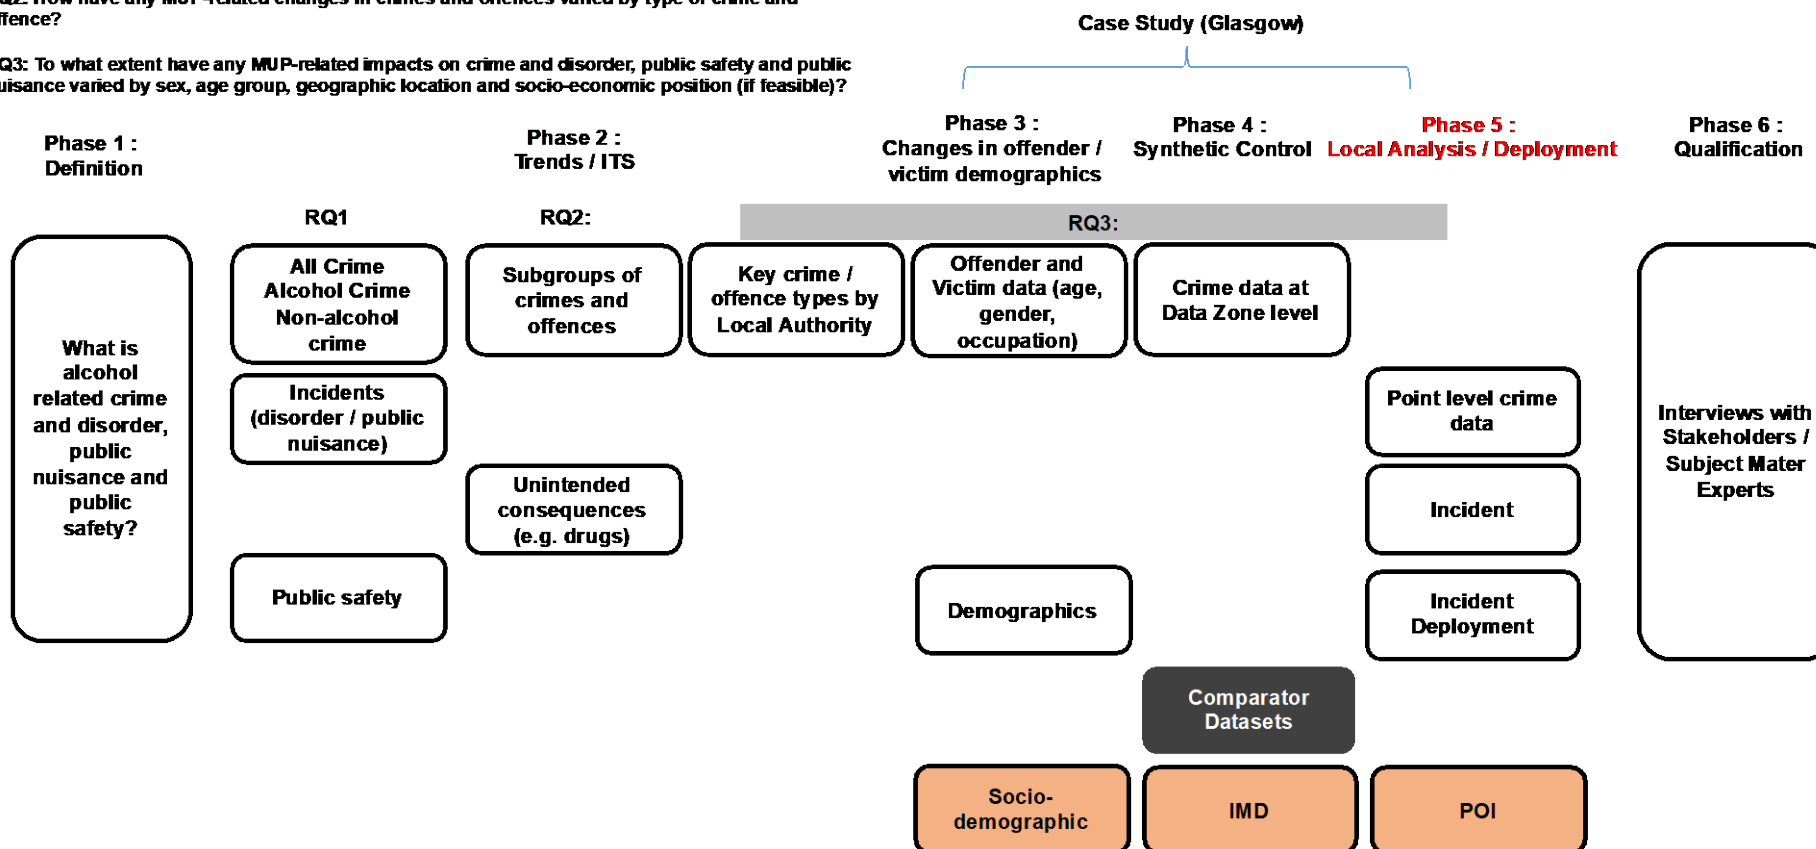 ffence?
Q3: To what extent have any MUP-related impacts on crime and disorder, public safety and public
uisance varied by sex, age group, geographic location and socio-economic position (if feasible)?
Case Study (Glasgow)
Phase 1 :
Definition
Phase 2 :
Trends / ITS
Phase 3 :
Changes in offender /
victim demographics
Phase 4 :
Synthetic Control
Phase 5 :
Local Analysis / Deployment
Phase 6 :
Qualification
RQ1
RQ2:
RQ3:
What is
alcohol
related crime
and disorder,
public
nuisance and
public
safety?
All Crime
Alcohol Crime
Non-alcohol
crime
Incidents
(disorder / public
nuisance)
Public safety
Subgroups of
crimes and
offences
Unintended
consequences
(e.g. drugs)
Key crime /
offence types by
Local Authority
Offender and
Victim data (age,
gender,
occupation)
Demographics
Socio-
demographic
Crime data at
Data Zone level
Comparator
Datasets
IMD
Point level crime
data
Incident
Incident
Deployment
POI
Interviews with
Stakeholders /
Subject Mater
Experts